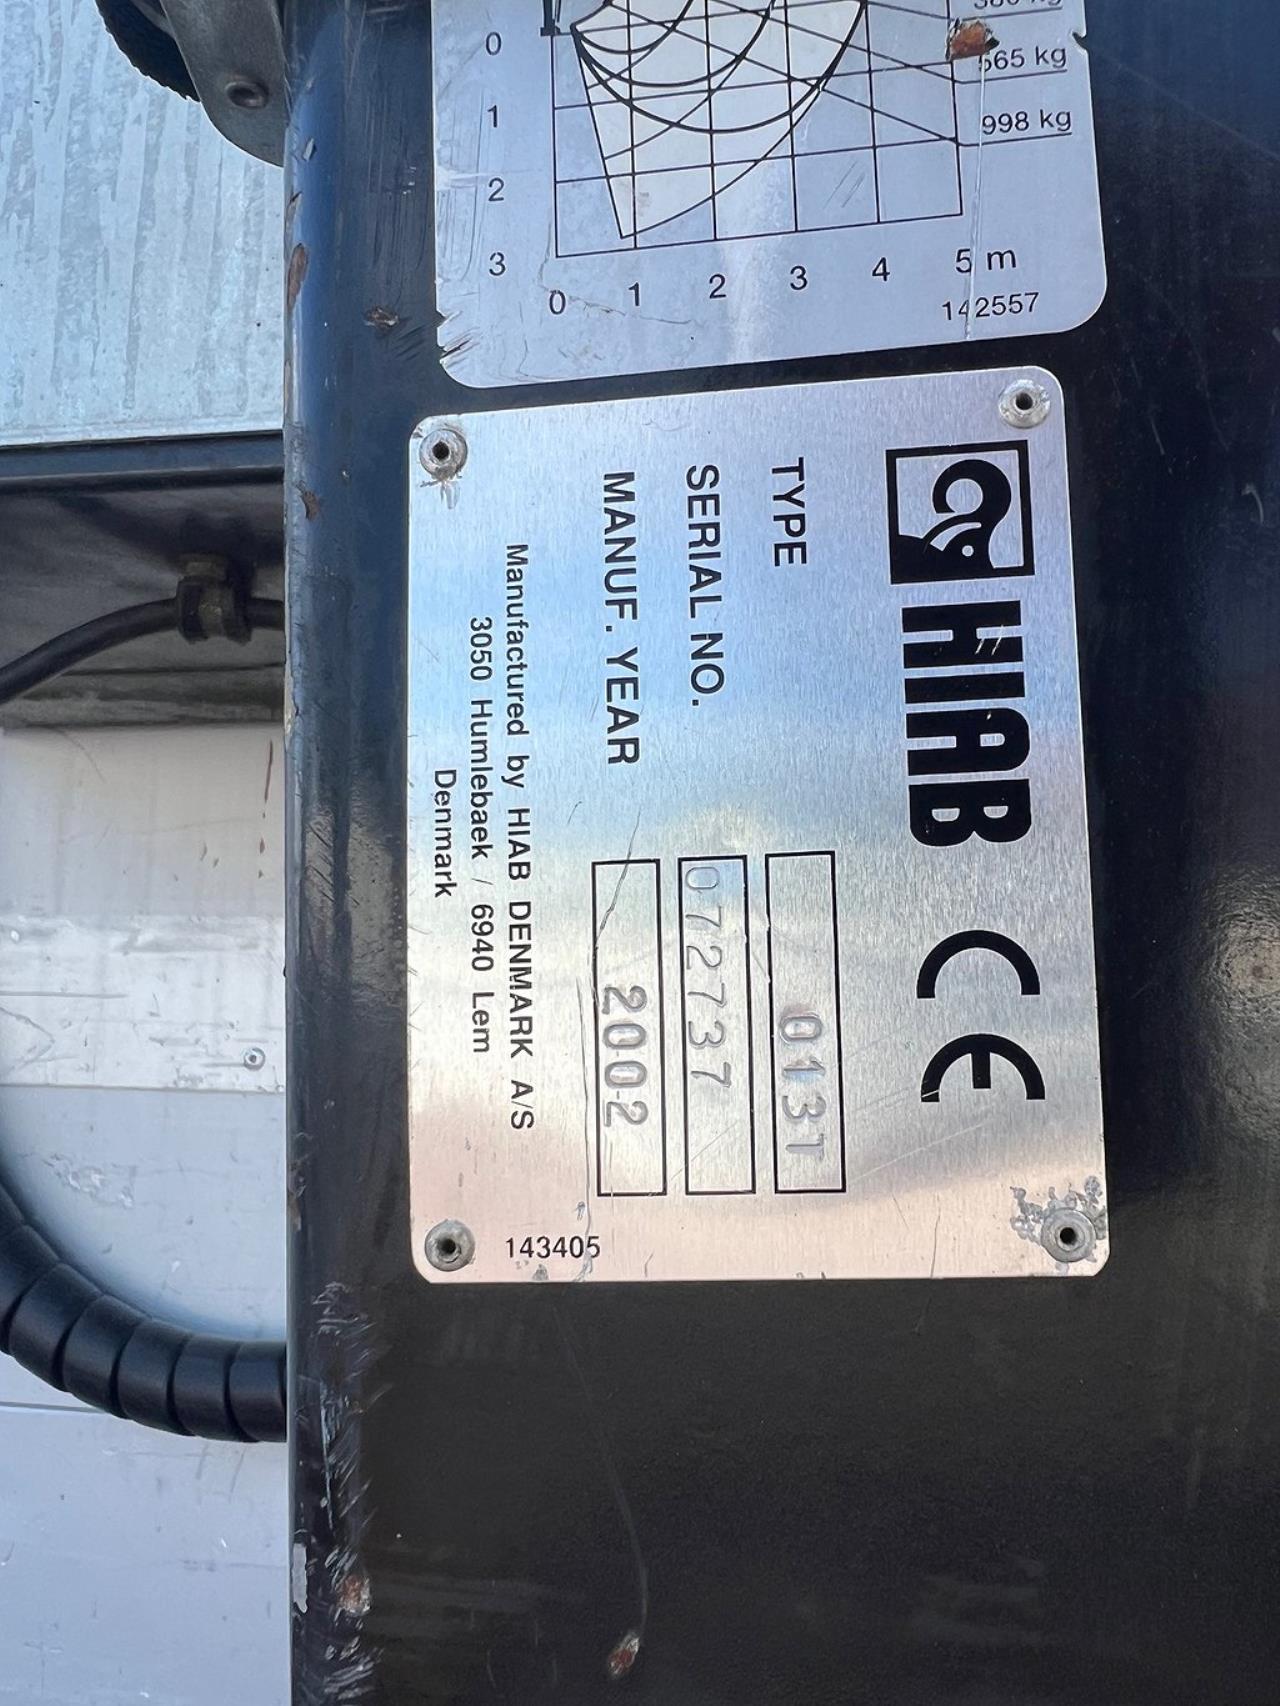 565 kg
998 kg
0
1
2
3
0 1 2 3 4 5 m
142557
HIAB CE
TYPE 013T
SERIAL NO. 072737
MANUF. YEAR 2002
Manufactured by HIAB DENMARK A/S
3050 Humlebaek / 6940 Lem
Denmark
143405